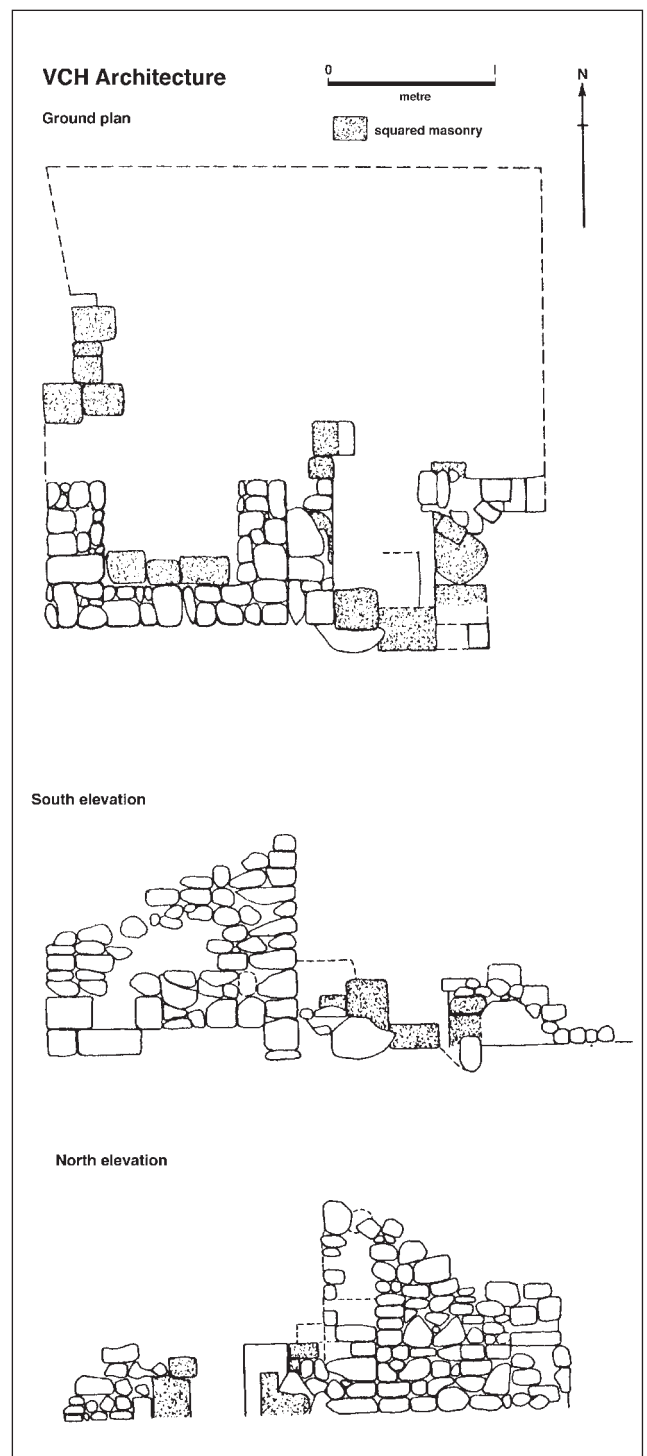 VCH Architecture
0 1
metre
N
Ground plan
squared masonry
South elevation
North elevation